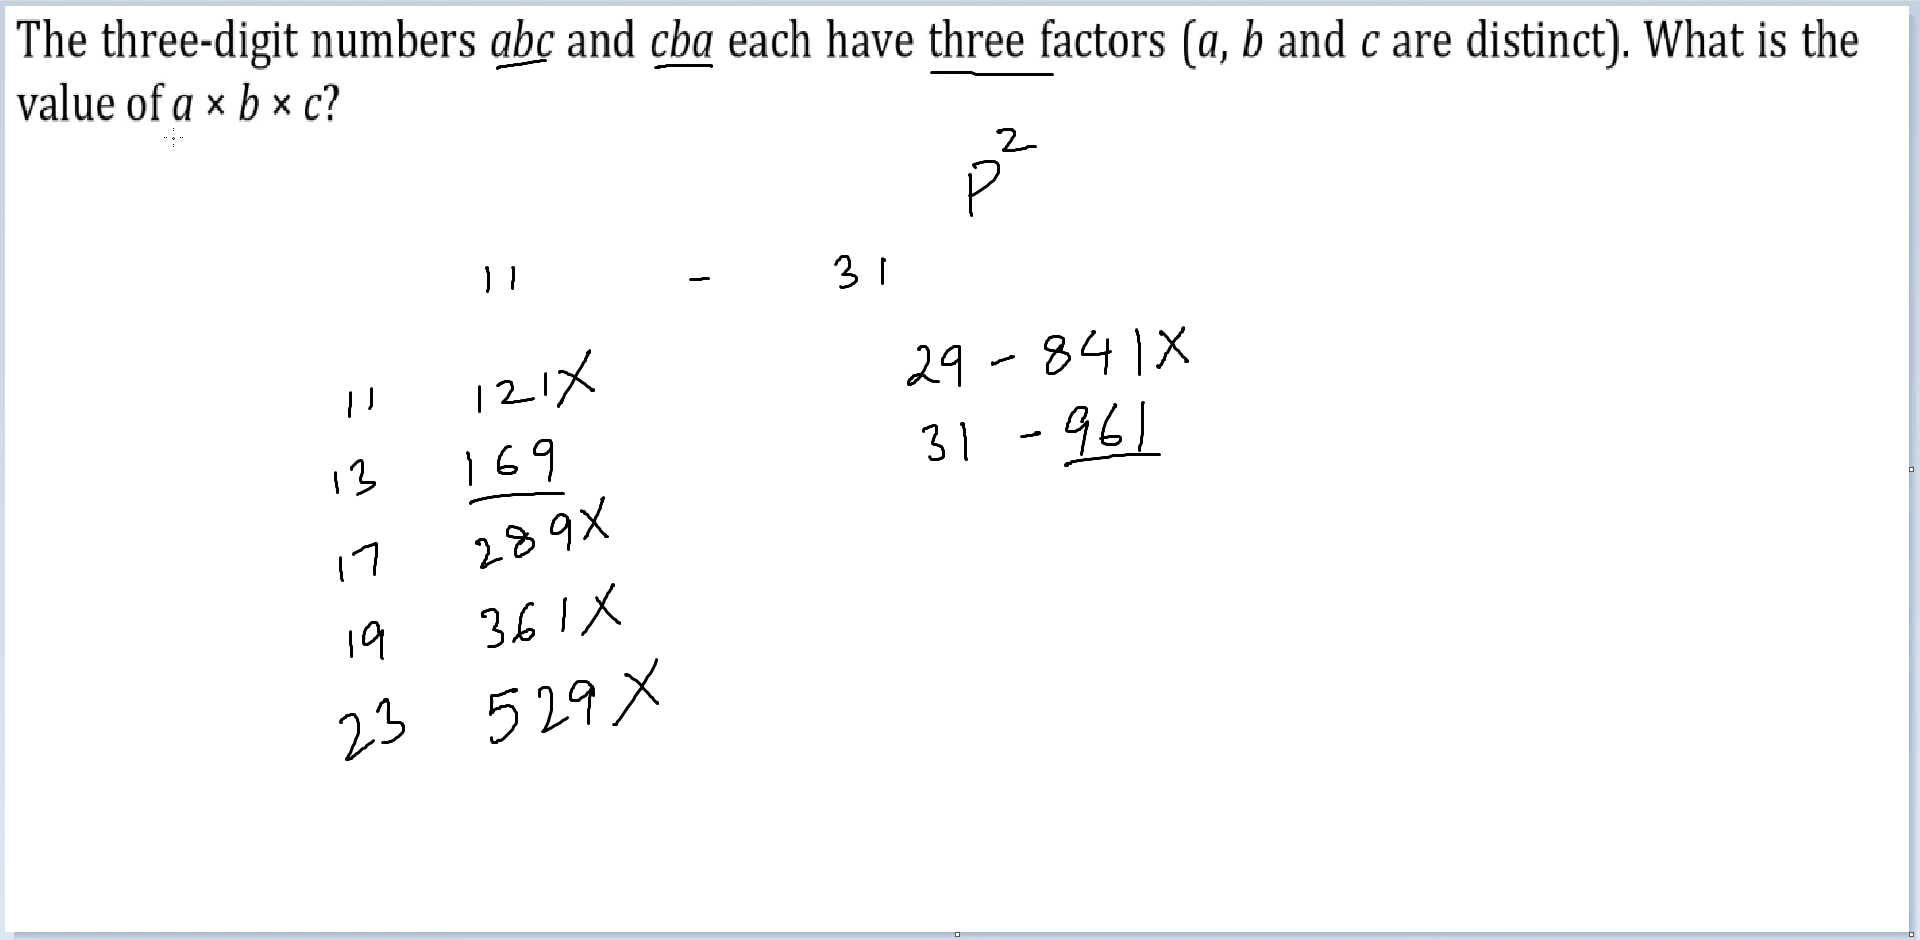 The three-digit numbers abc and cba each have three factors (a, b and c are distinct). What is the
value of a × b × c?
P²
11 - 31
11 121X
13 169
17 289X
19 361X
23 529X
29 - 841X
31 - 961